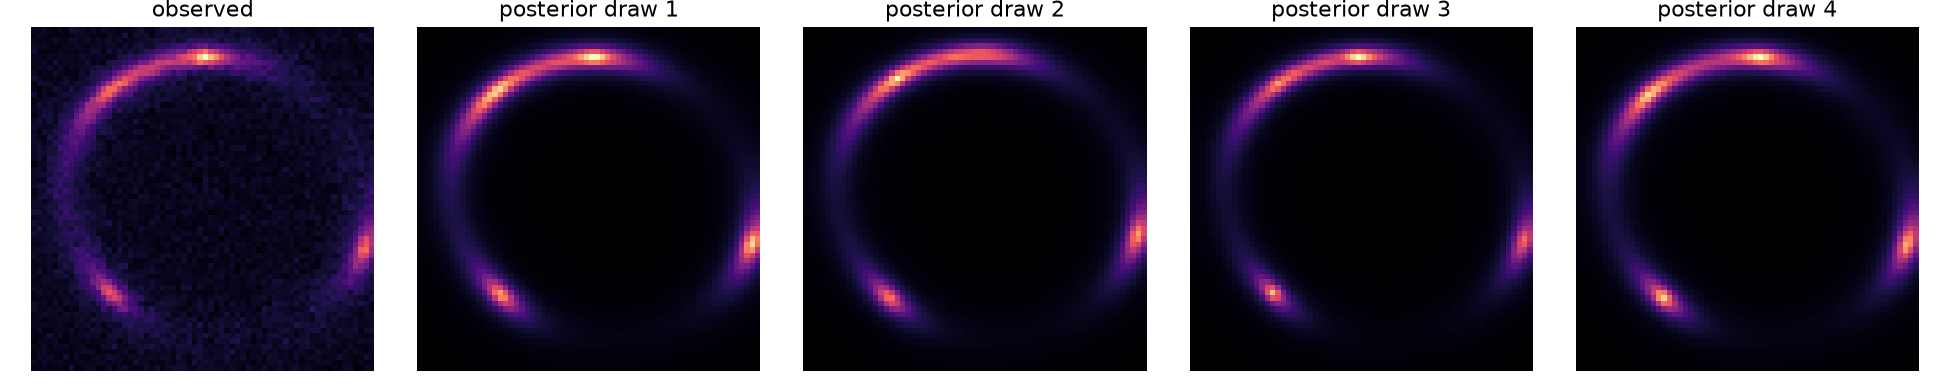 observed
posterior draw 1
posterior draw 2
posterior draw 3
posterior draw 4